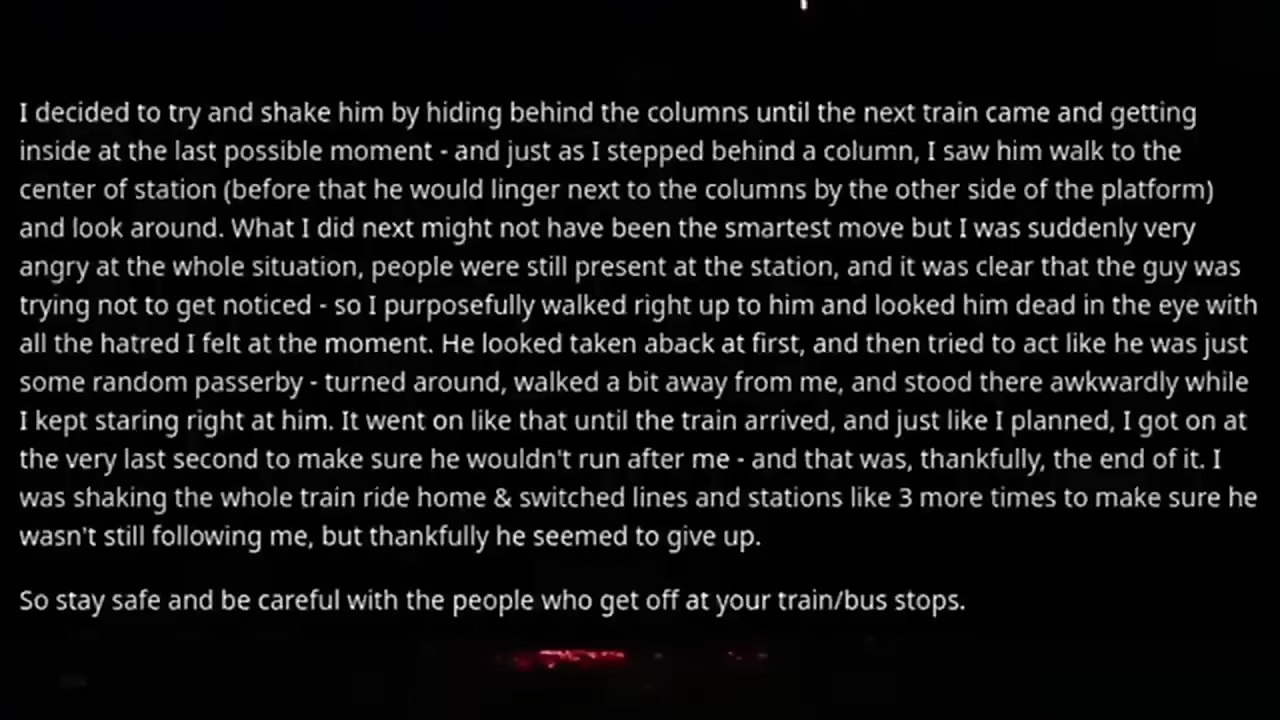 I decided to try and shake him by hiding behind the columns until the next train came and getting
inside at the last possible moment - and just as I stepped behind a column, I saw him walk to the
center of station (before that he would linger next to the columns by the other side of the platform)
and look around. What I did next might not have been the smartest move but I was suddenly very
angry at the whole situation, people were still present at the station, and it was clear that the guy was
trying not to get noticed - so I purposefully walked right up to him and looked him dead in the eye with
all the hatred I felt at the moment. He looked taken aback at first, and then tried to act like he was just
some random passerby - turned around, walked a bit away from me, and stood there awkwardly while
I kept staring right at him. It went on like that until the train arrived, and just like I planned, I got on at
the very last second to make sure he wouldn't run after me - and that was, thankfully, the end of it. I
was shaking the whole train ride home & switched lines and stations like 3 more times to make sure he
wasn't still following me, but thankfully he seemed to give up.
So stay safe and be careful with the people who get off at your train/bus stops.